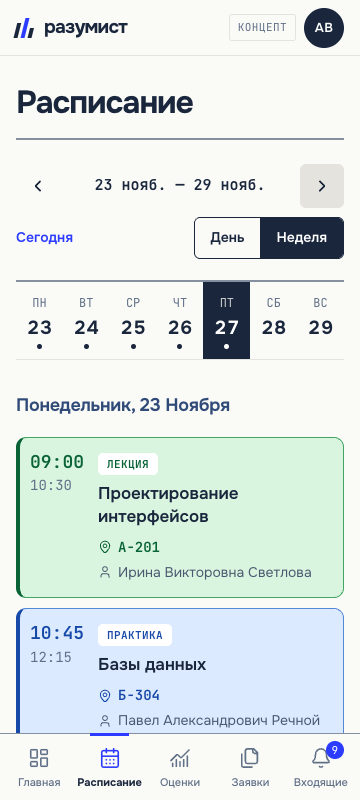 разумист
КОНЦЕПТ
АВ
Расписание
23 нояб. — 29 нояб.
Сегодня
День
Неделя
ПН ВТ СР ЧТ ПТ СБ ВС
23 24 25 26 27 28 29
Понедельник, 23 Ноября
09:00
10:30
ЛЕКЦИЯ
Проектирование
интерфейсов
А-201
Ирина Викторовна Светлова
10:45
12:15
ПРАКТИКА
Базы данных
Б-304
Павел Александрович Речной
9
Главная Расписание Оценки Заявки Входящие